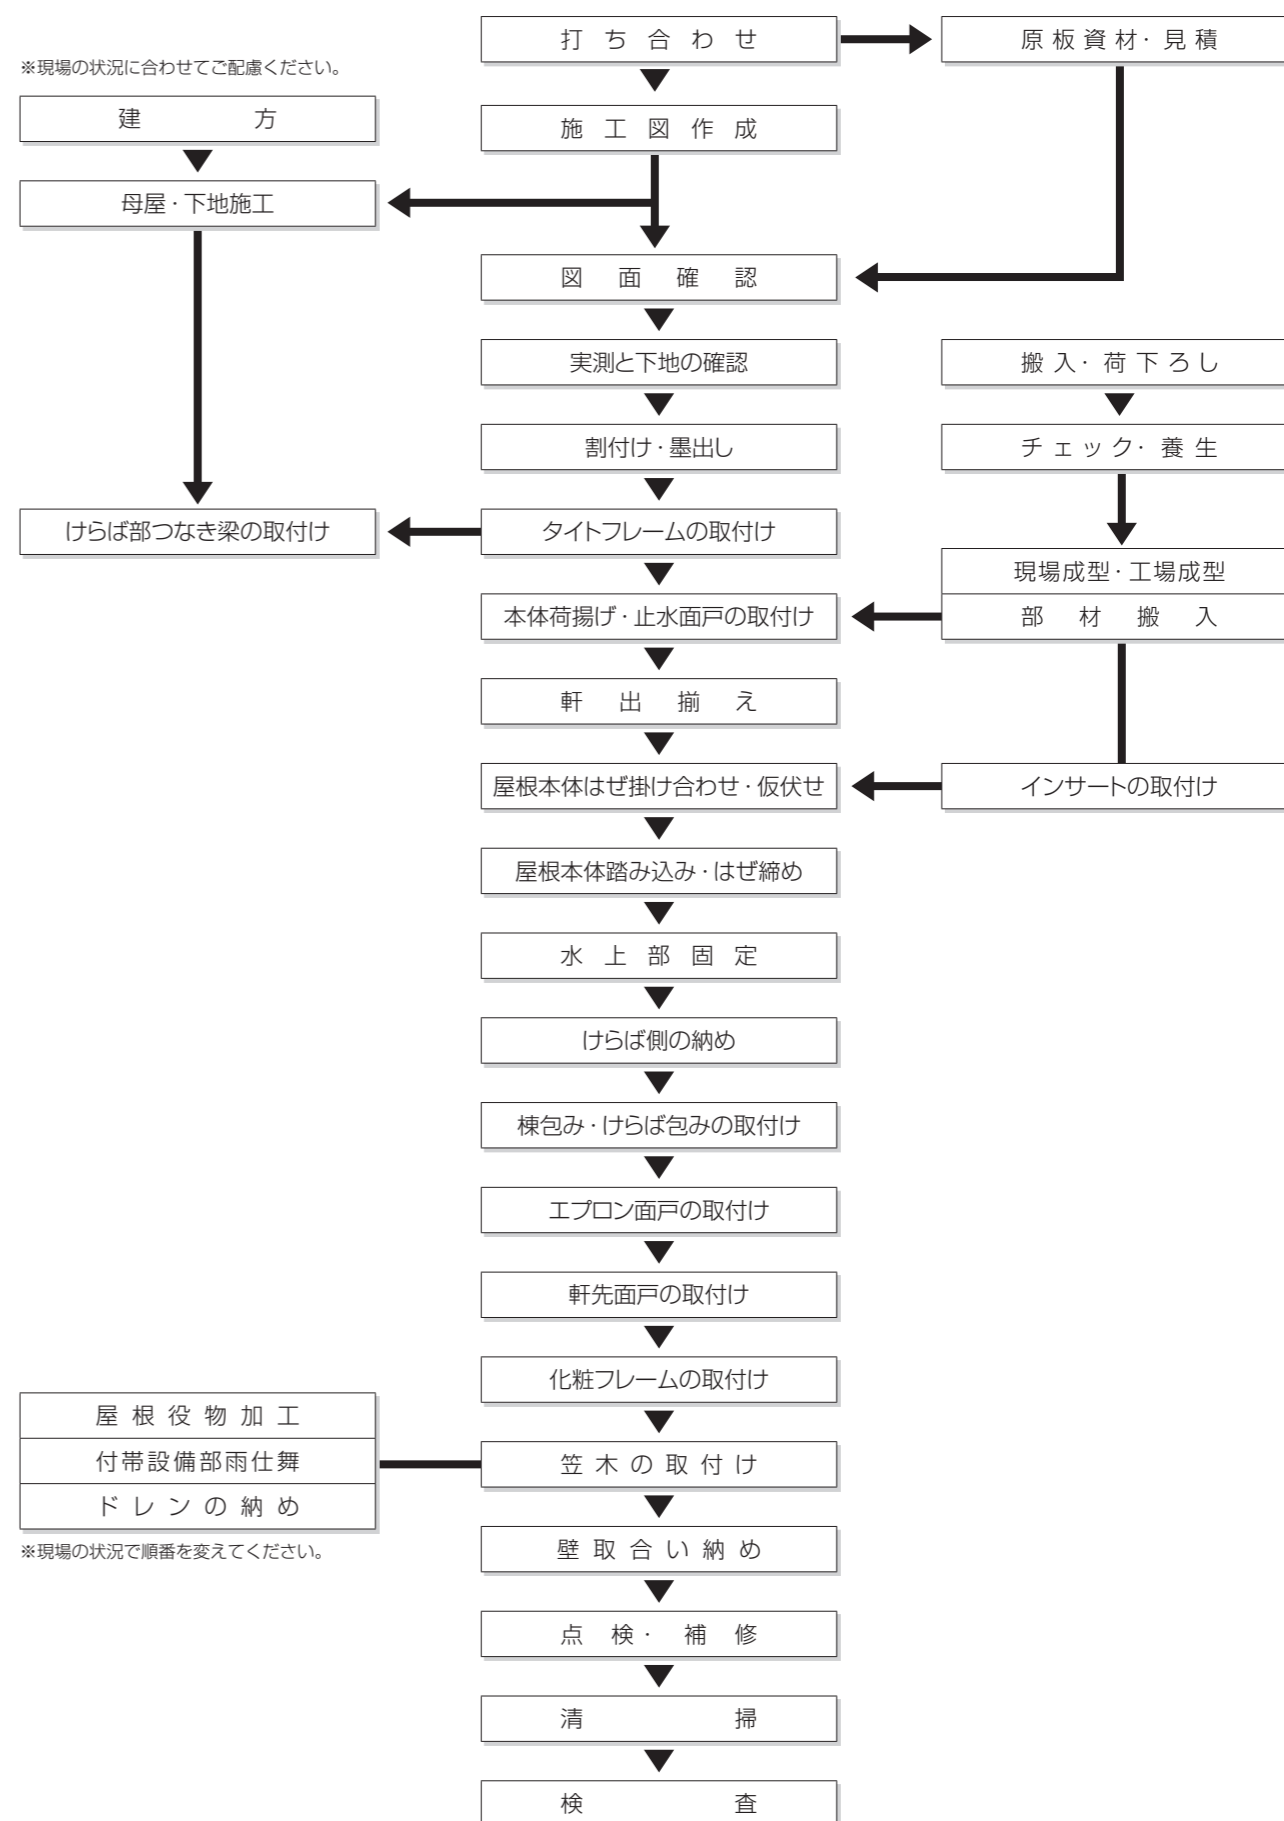 打ち合わせ
原板資材・見積
※現場の状況に合わせてご配慮ください。
建方
施工図作成
母屋・下地施工
図面確認
実測と下地の確認
搬入・荷下ろし
割付け・墨出し
チェック・養生
けらば部つなぎ梁の取付け
タイトフレームの取付け
現場成型・工場成型
本体荷揚げ・止水面戸の取付け
部材搬入
軒出揃え
屋根本体はぜ掛け合わせ・仮伏せ
インサートの取付け
屋根本体踏み込み・はぜ締め
水上部固定
けらば側の納め
棟包み・けらば包みの取付け
エプロン面戸の取付け
軒先面戸の取付け
化粧フレームの取付け
屋根役物加工
付帯設備部雨仕舞
笠木の取付け
ドレンの納め
※現場の状況で順番を変えてください。
壁取合い納め
点検・補修
清掃
検査